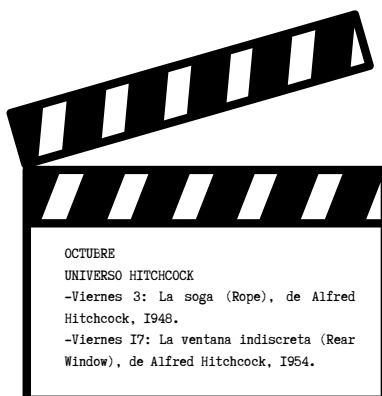 OCTUBRE
UNIVERSO HITCHCOCK
-Viernes 3: La soga (Rope), de Alfred
Hitchcock, I948.
-Viernes I7: La ventana indiscreta (Rear
Window), de Alfred Hitchcock, I954.